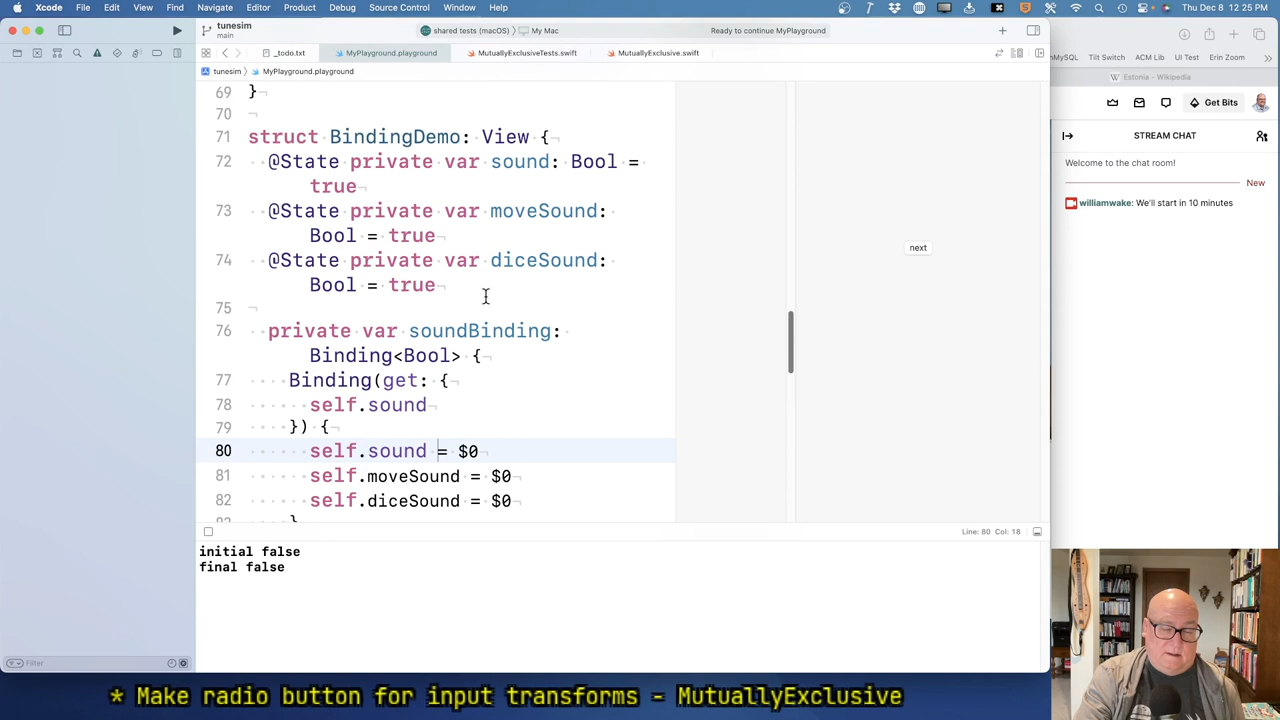 Xcode File Edit View Find Navigate Editor Product Debug Source Control Window Help
tunesim
main
shared tests (macOS) 〉 My Mac
Ready to continue MyPlayground
_todo.txt
MyPlayground.playground
MutuallyExclusiveTests.swift
MutuallyExclusive.swift
tunesim 〉 MyPlayground.playground
69 }
70
71 struct BindingDemo: View {
72 @State private var sound: Bool =
true
73 @State private var moveSound:
Bool = true
74 @State private var diceSound:
Bool = true
75
76 private var soundBinding:
Binding<Bool> {
77 Binding(get: {
78 self.sound
79 }) {
80 self.sound = $0
81 self.moveSound = $0
82 self.diceSound = $0
}
next
Line: 80 Col: 18
initial false
final false
Filter
MySQL Tilt Switch ACM Lib UI Test Erin Zoom
Estonia - Wikipedia
Get Bits
STREAM CHAT
Welcome to the chat room!
New
williamwake: We'll start in 10 minutes
* Make radio button for input transforms - MutuallyExclusive